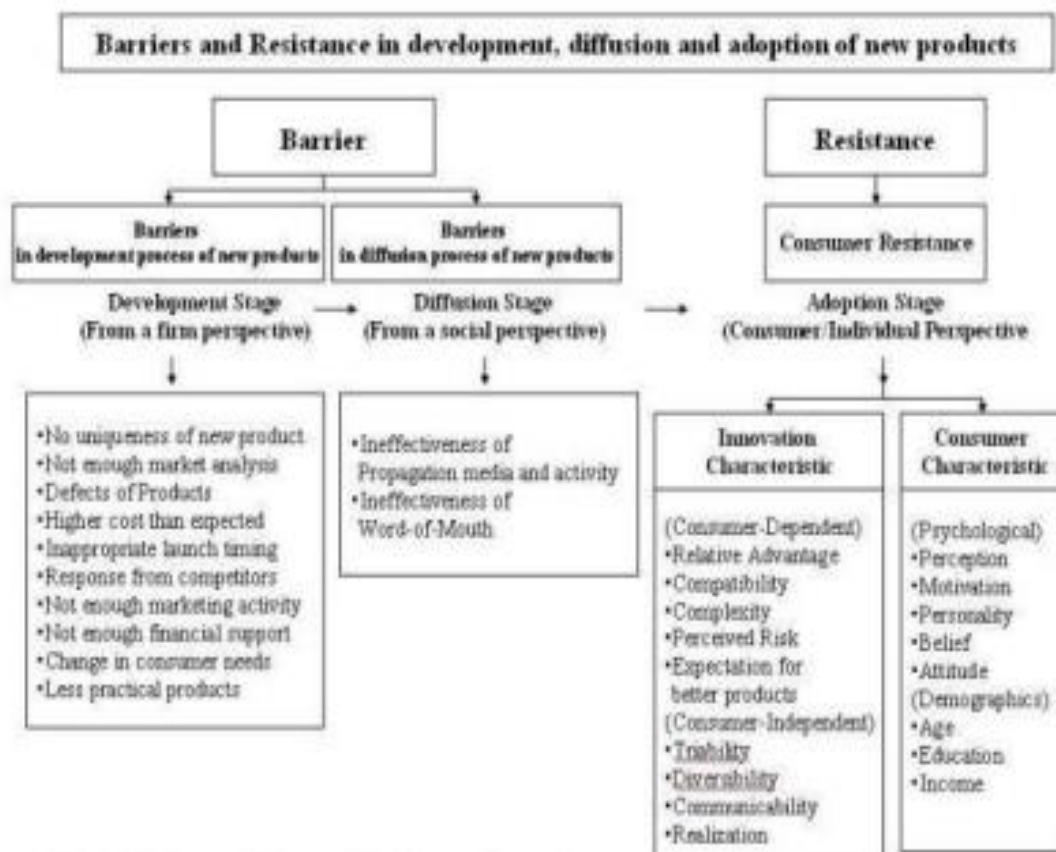 Barriers and Resistance in development, diffusion and adoption of new products
Barrier
Resistance
Barriers
in development process of new products
Barriers
in diffusion process of new products
Consumer Resistance
Development Stage
(From a firm perspective)
Diffusion Stage
(From a social perspective)
Adoption Stage
(Consumer/Individual Perspective
•No uniqueness of new product
•Not enough market analysis
•Defects of Products
•Higher cost than expected
•Inappropriate launch timing
•Response from competitors
•Not enough marketing activity
•Not enough financial support
•Change in consumer needs
•Less practical products
•Ineffectiveness of
Propagation media and activity
•Ineffectiveness of
Word-of-Mouth
Innovation
Characteristic
(Consumer-Dependent)
•Relative Advantage
•Compatibility
•Complexity
•Perceived Risk
•Expectation for
better products
(Consumer-Independent)
•Triability
•Diversability
•Communicability
•Realization
Consumer
Characteristic
(Psychological)
•Perception
•Motivation
•Personality
•Belief
•Attitude
(Demographics)
•Age
•Education
•Income